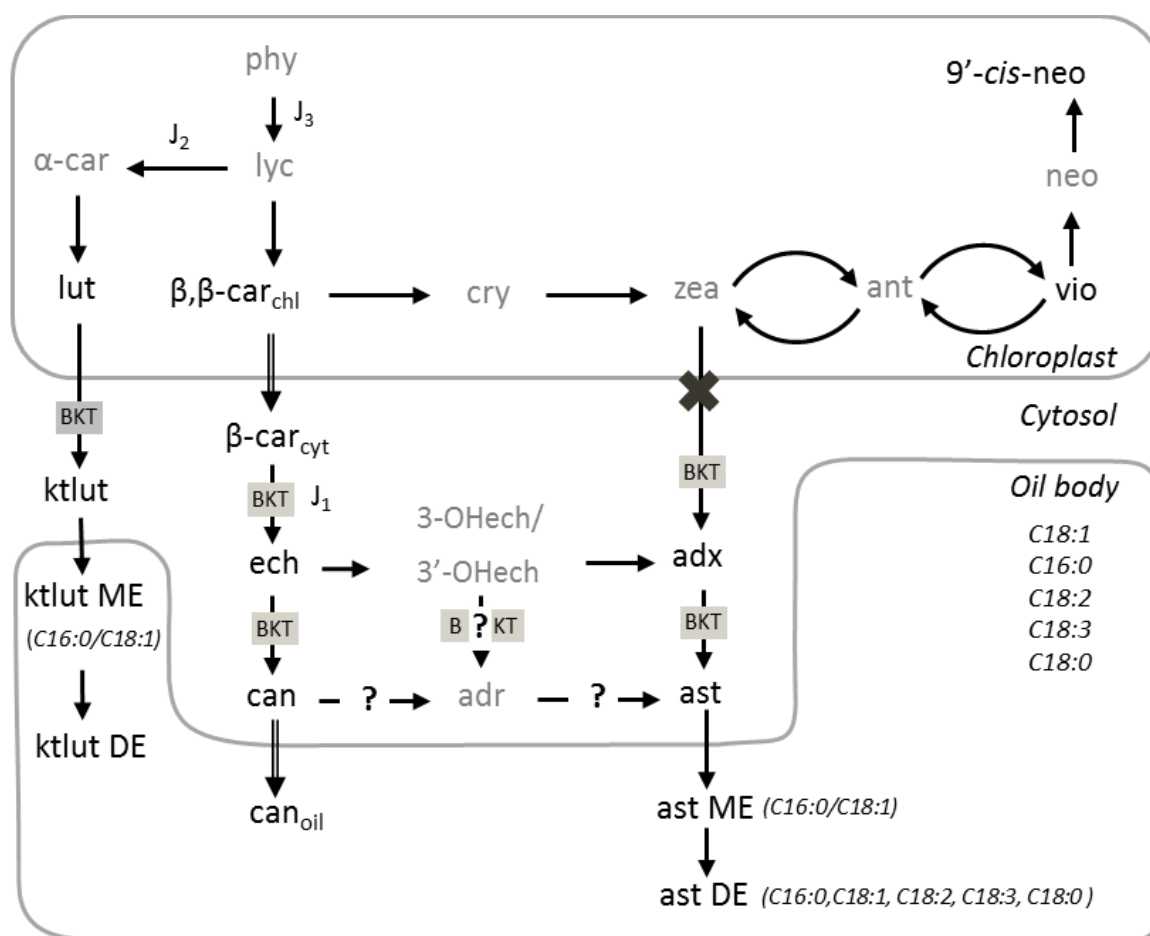 phy
9’-cis-neo
J3
J2
α-car
lyc
neo
lut
β,β-carchl
cry
zea
ant
vio
Chloroplast
BKT
Cytosol
β-carcyt
ktlut
BKT
J1
BKT
Oil body
3-OHech/
C18:1
ech
3’-OHech
adx
C16:0
ktlut ME
C18:2
(C16:0/C18:1)
BKT
B ? KT
BKT
C18:3
C18:0
can
?
adr
?
ast
ktlut DE
canoil
ast ME (C16:0/C18:1)
ast DE (C16:0,C18:1, C18:2, C18:3, C18:0 )